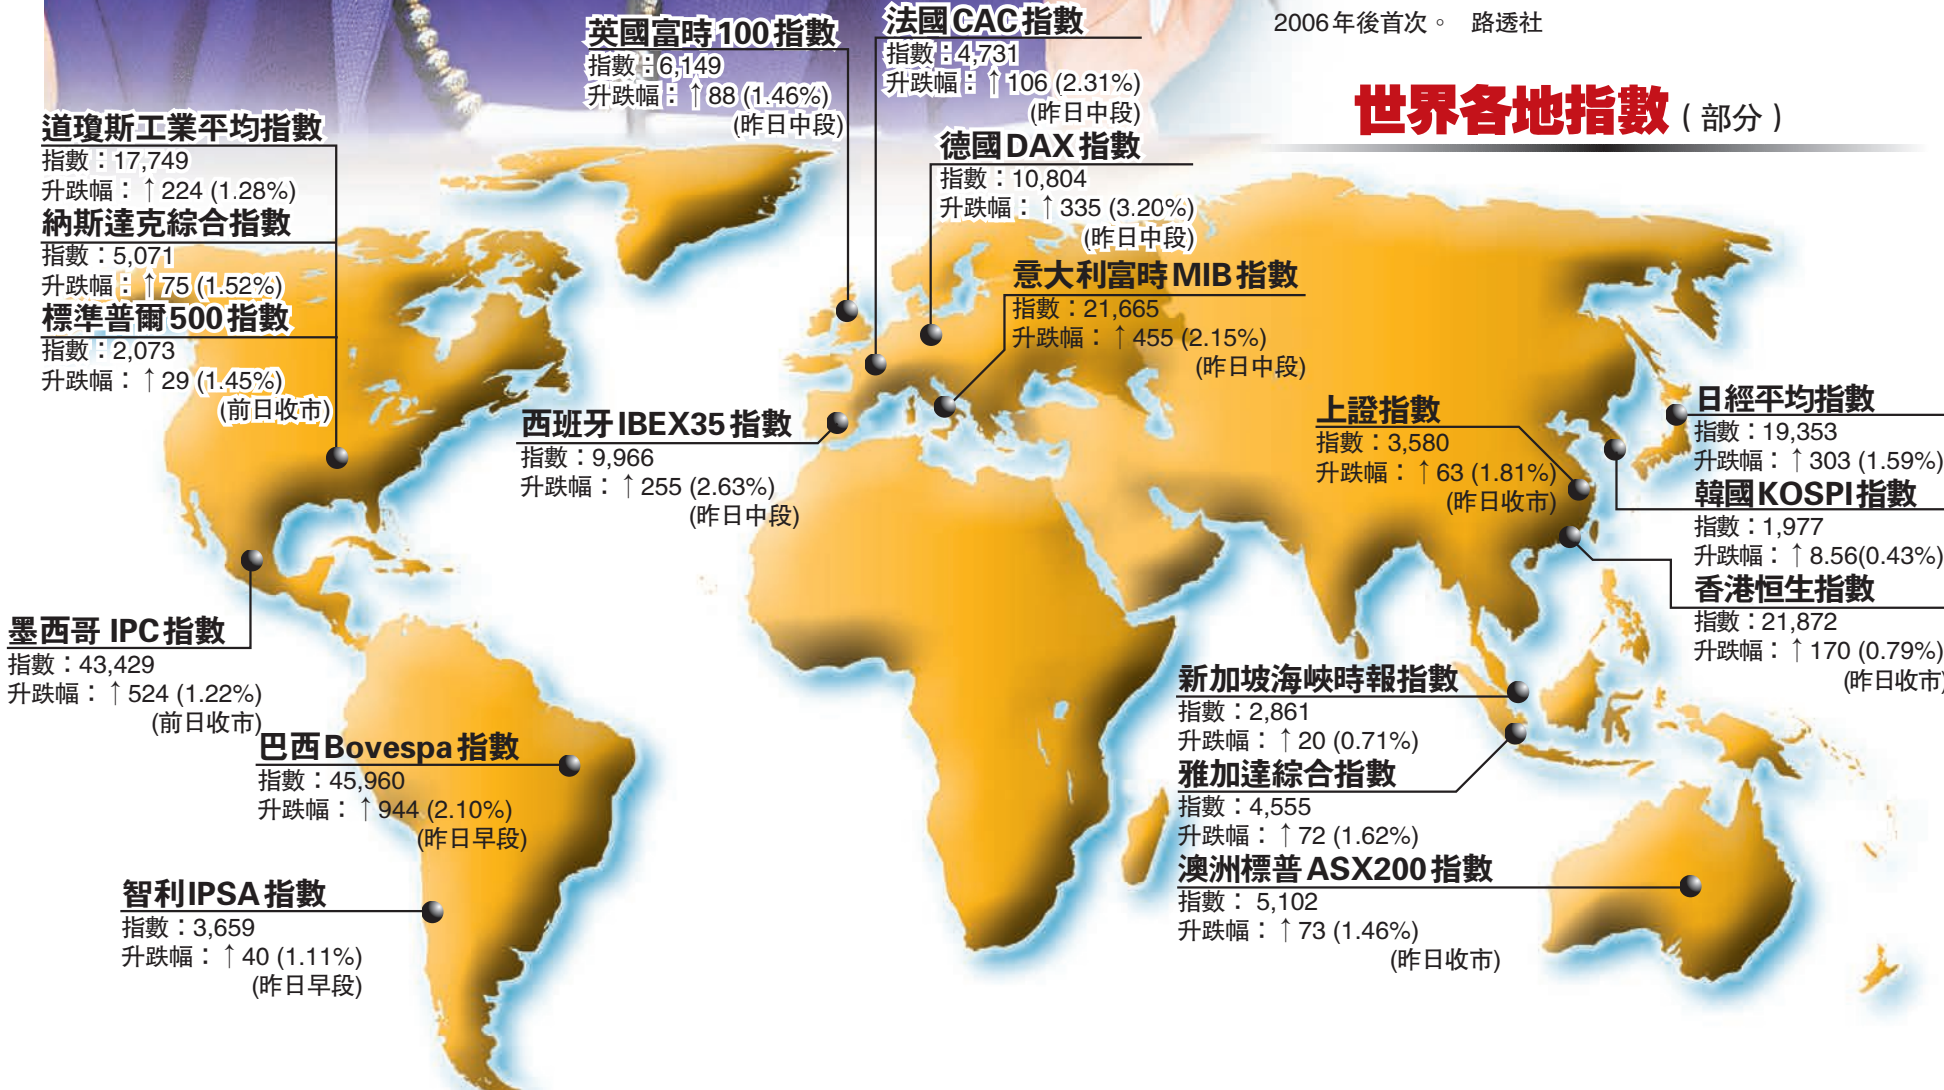 2006年後首次。 路透社
世界各地指數（部分）
英國富時100指數
指數：6,149
升跌幅：↑88 (1.46%)
(昨日中段)
法國CAC指數
指數：4,731
升跌幅：↑106 (2.31%)
(昨日中段)
德國DAX指數
指數：10,804
升跌幅：↑335 (3.20%)
(昨日中段)
意大利富時MIB指數
指數：21,665
升跌幅：↑455 (2.15%)
(昨日中段)
道瓊斯工業平均指數
指數：17,749
升跌幅：↑224 (1.28%)
納斯達克綜合指數
指數：5,071
升跌幅：↑75 (1.52%)
標準普爾500指數
指數：2,073
升跌幅：↑29 (1.45%)
(前日收市)
西班牙IBEX35指數
指數：9,966
升跌幅：↑255 (2.63%)
(昨日中段)
上證指數
指數：3,580
升跌幅：↑63 (1.81%)
(昨日收市)
日經平均指數
指數：19,353
升跌幅：↑303 (1.59%)
韓國KOSPI指數
指數：1,977
升跌幅：↑8.56(0.43%)
香港恒生指數
指數：21,872
升跌幅：↑170 (0.79%)
(昨日收市)
墨西哥 IPC指數
指數：43,429
升跌幅：↑524 (1.22%)
(前日收市)
巴西Bovespa指數
指數：45,960
升跌幅：↑944 (2.10%)
(昨日早段)
智利IPSA指數
指數：3,659
升跌幅：↑40 (1.11%)
(昨日早段)
新加坡海峽時報指數
指數：2,861
升跌幅：↑20 (0.71%)
雅加達綜合指數
指數：4,555
升跌幅：↑72 (1.62%)
澳洲標普ASX200指數
指數： 5,102
升跌幅：↑73 (1.46%)
(昨日收市)